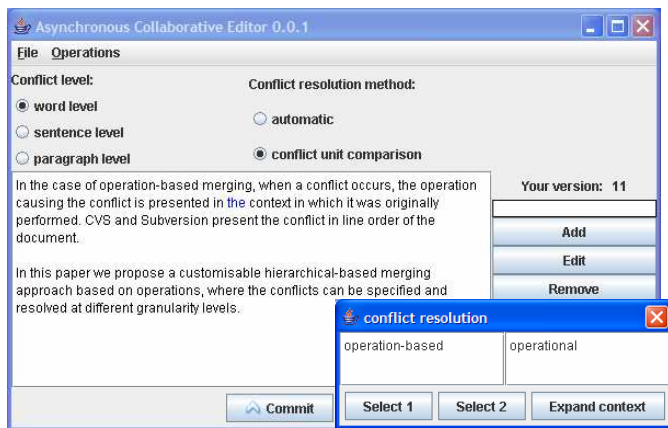 Asynchronous Collaborative Editor 0.0.1
File Operations
Conflict level:
Conflict resolution method:
word level
automatic
sentence level
paragraph level
conflict unit comparison
In the case of operation-based merging, when a conflict occurs, the operation
causing the conflict is presented in the context in which it was originally
performed. CVS and Subversion present the conflict in line order of the
document.
In this paper we propose a customisable hierarchical-based merging
approach based on operations, where the conflicts can be specified and
resolved at different granularity levels.
Your version: 11
Add
Edit
Remove
Commit
conflict resolution
operation-based operational
Select 1 Select 2 Expand context